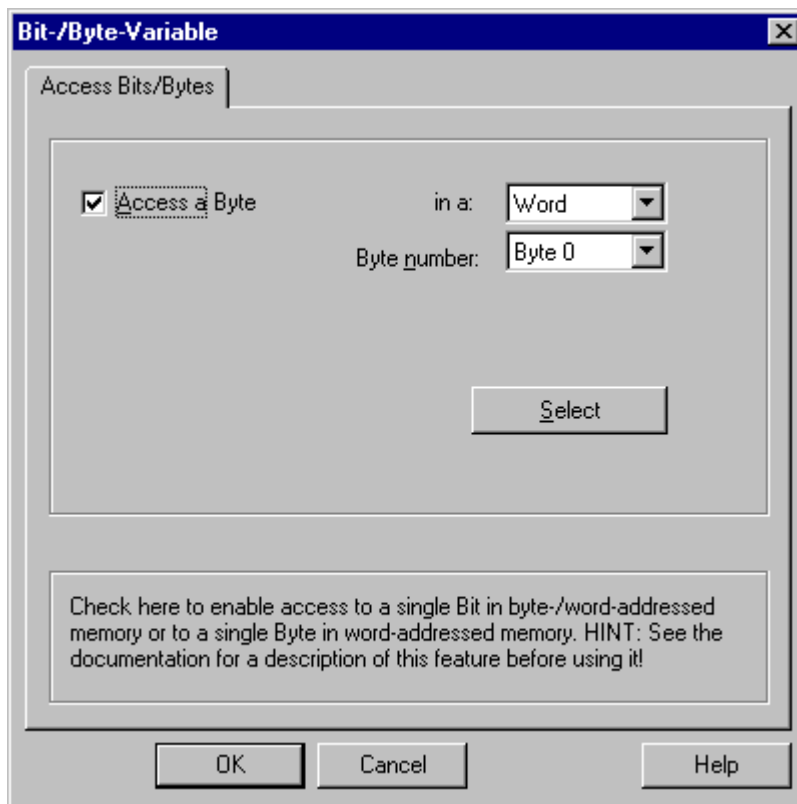 Bit-/Byte-Variable
Access Bits/Bytes
Access a Byte in a: Word
Byte number: Byte 0
Select
Check here to enable access to a single Bit in byte-/word-addressed
memory or to a single Byte in word-addressed memory. HINT: See the
documentation for a description of this feature before using it!
OK Cancel Help